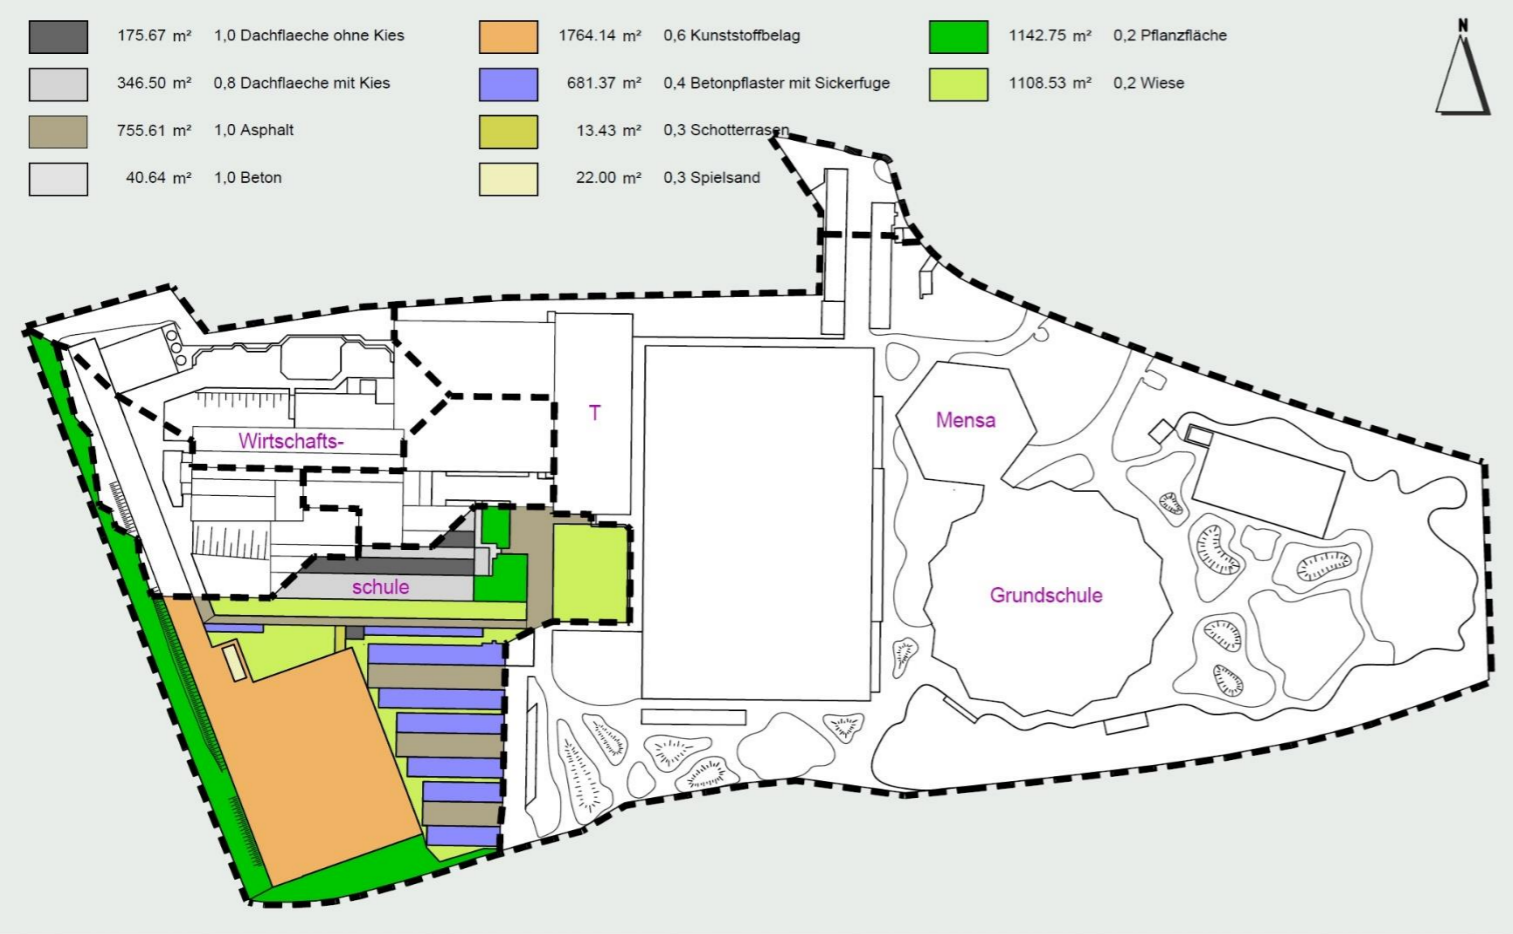 175.67 m² 1,0 Dachflaeche ohne Kies
346.50 m² 0,8 Dachflaeche mit Kies
755.61 m² 1,0 Asphalt
40.64 m² 1,0 Beton
1764.14 m² 0,6 Kunststoffbelag
681.37 m² 0,4 Betonpflaster mit Sickerfuge
13.43 m² 0,3 Schotterrasen
22.00 m² 0,3 Spielsand
1142.75 m² 0,2 Pflanzfläche
1108.53 m² 0,2 Wiese
N
T
Mensa
Wirtschafts-
schule
Grundschule